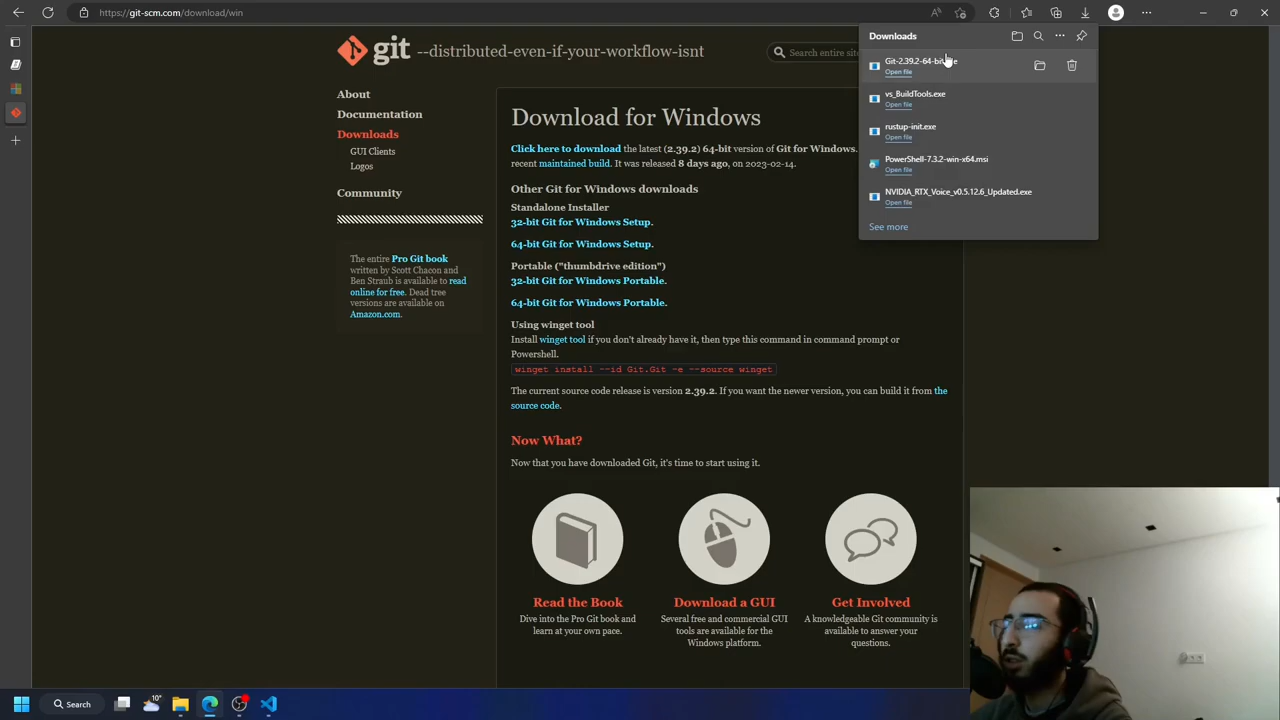 https://git-scm.com/download/win
git --distributed-even-if-your-workflow-isnt
Search entire site
About
Documentation
Downloads
GUI Clients
Logos
Community
The entire Pro Git book
written by Scott Chacon and
Ben Straub is available to read
online for free. Dead tree
versions are available on
Amazon.com.
Download for Windows
Click here to download the latest (2.39.2) 64-bit version of Git for Windows.
recent maintained build. It was released 8 days ago, on 2023-02-14.
Other Git for Windows downloads
Standalone Installer
32-bit Git for Windows Setup.
64-bit Git for Windows Setup.
Portable ("thumbdrive edition")
32-bit Git for Windows Portable.
64-bit Git for Windows Portable.
Using winget tool
Install winget tool if you don't already have it, then type this command in command prompt or
Powershell.
winget install --id Git.Git -e --source winget
The current source code release is version 2.39.2. If you want the newer version, you can build it from the
source code.
Now What?
Now that you have downloaded Git, it's time to start using it.
Read the Book
Dive into the Pro Git book and
learn at your own pace.
Download a GUI
Several free and commercial GUI
tools are available for the
Windows platform.
Get Involved
A knowledgeable Git community is
available to answer your
questions.
Downloads
Git-2.39.2-64-bit
Open file
vs_BuildTools.exe
Open file
rustup-init.exe
Open file
PowerShell-7.3.2-win-x64.msi
Open file
NVIDIA_RTX_Voice_v0.5.12.6_Updated.exe
Open file
See more
Search
10°